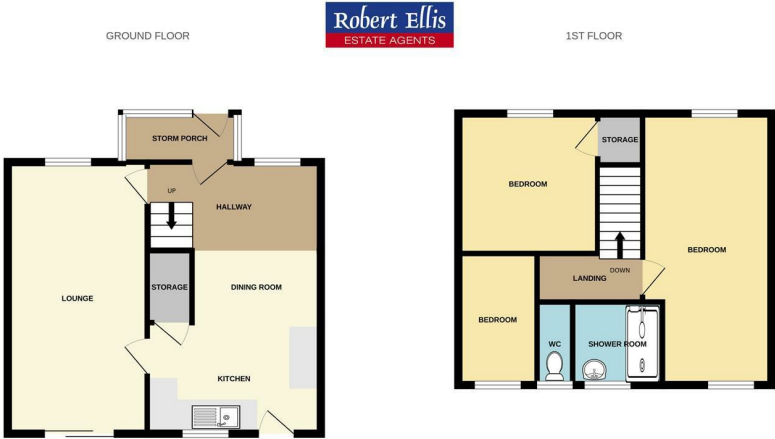 Robert Ellis
ESTATE AGENTS
GROUND FLOOR
1ST FLOOR
STORM PORCH
UP
HALLWAY
LOUNGE
STORAGE
DINING ROOM
KITCHEN
STORAGE
BEDROOM
BEDROOM
LANDING
DOWN
BEDROOM
WC
SHOWER ROOM